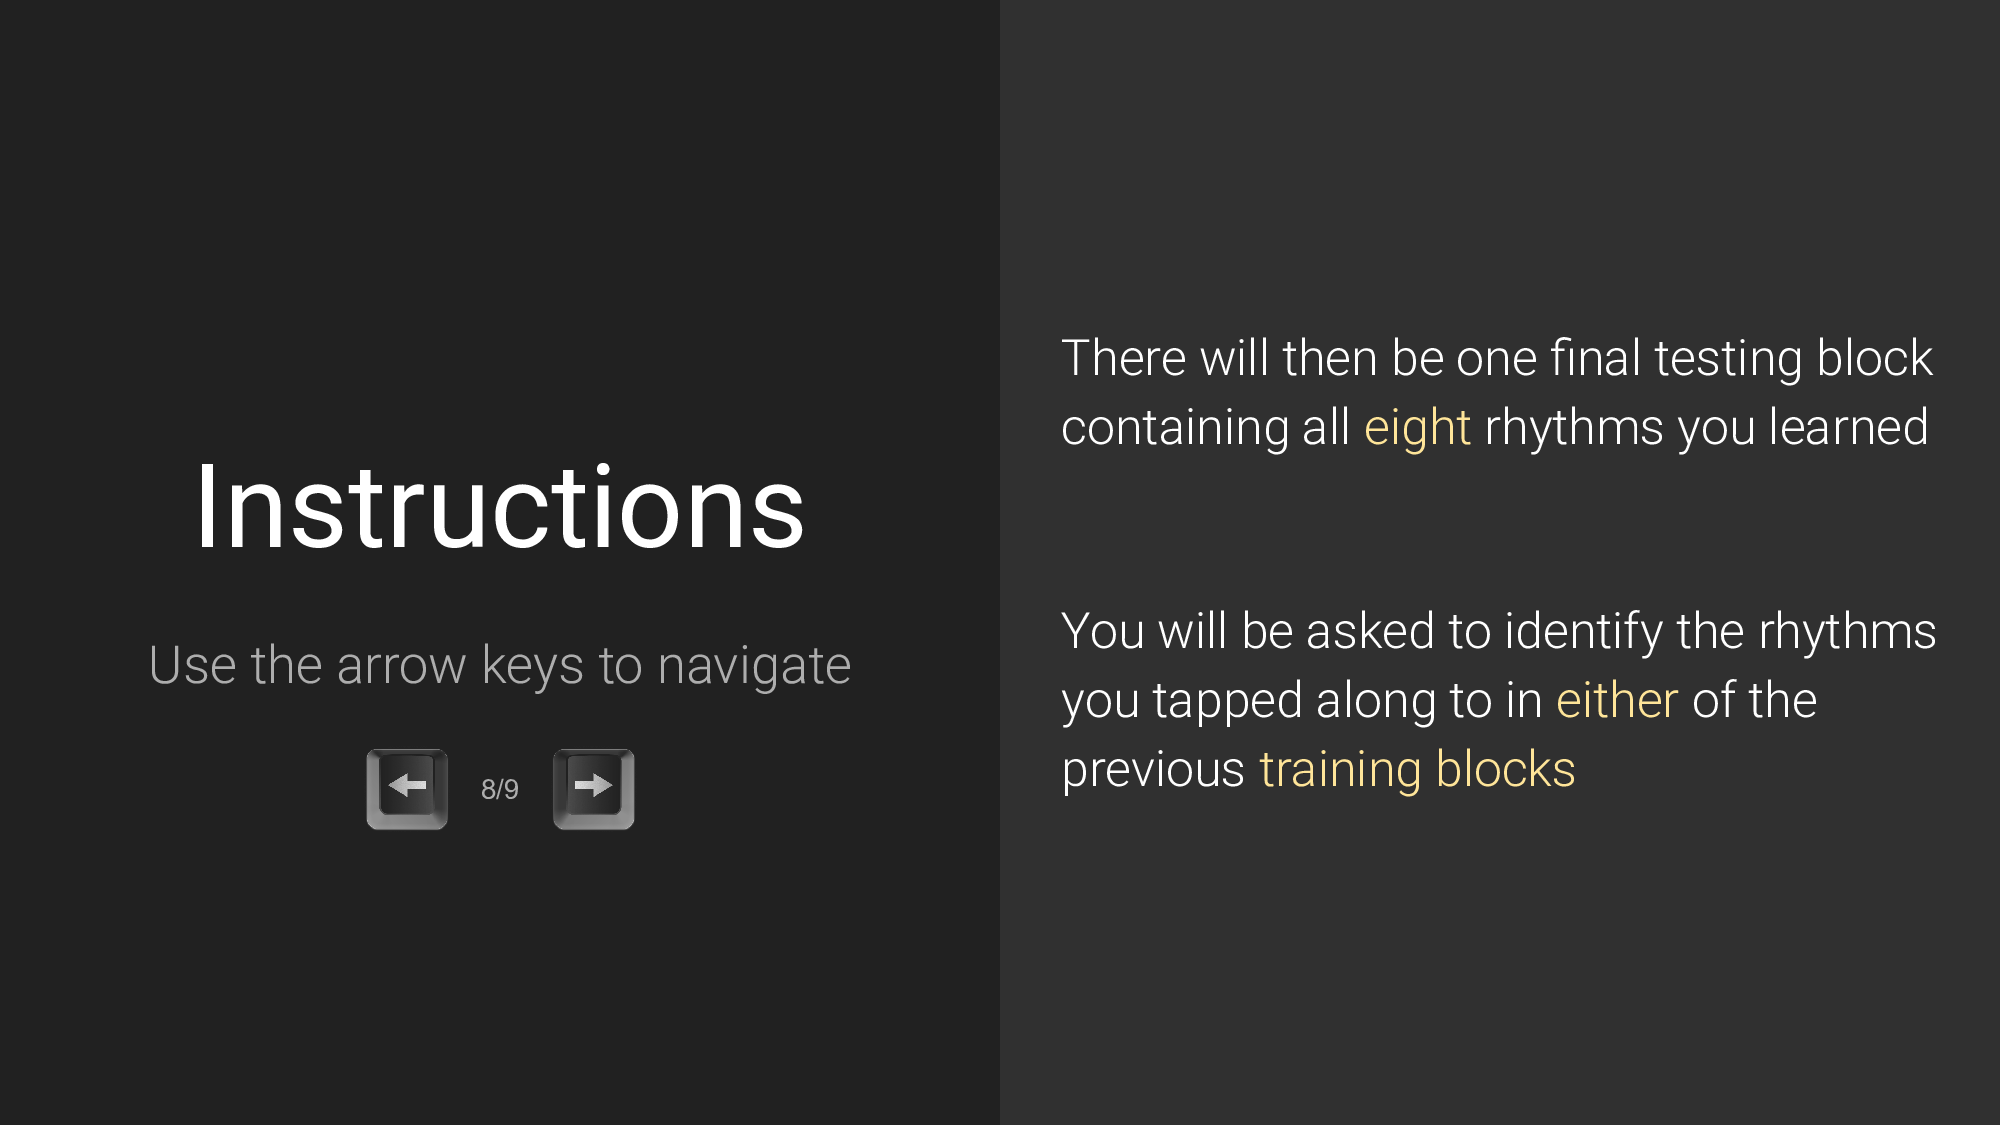 Instructions
Use the arrow keys to navigate
8/9
There will then be one final testing block
containing all eight rhythms you learned
You will be asked to identify the rhythms
you tapped along to in either of the
previous training blocks